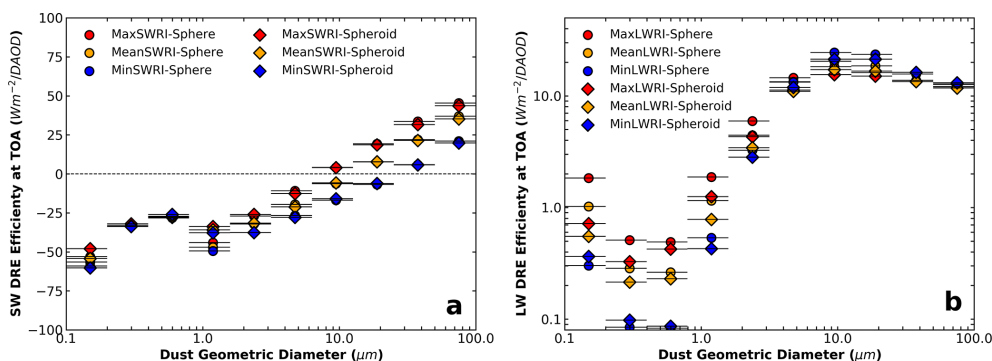 SW DRE Efficienty at TOA (Wm⁻²/DAOD)
100
75
50
25
0
−25
−50
−75
−100
MaxSWRI-Sphere
MeanSWRI-Sphere
MinSWRI-Sphere
MaxSWRI-Spheroid
MeanSWRI-Spheroid
MinSWRI-Spheroid
a
0.1 1.0 10.0 100.0
Dust Geometric Diameter (μm)
LW DRE Efficienty at TOA (Wm⁻²/DAOD)
10.0
1.0
0.1
MaxLWRI-Sphere
MeanLWRI-Sphere
MinLWRI-Sphere
MaxLWRI-Spheroid
MeanLWRI-Spheroid
MinLWRI-Spheroid
b
0.1 1.0 10.0 100.0
Dust Geometric Diameter (μm)